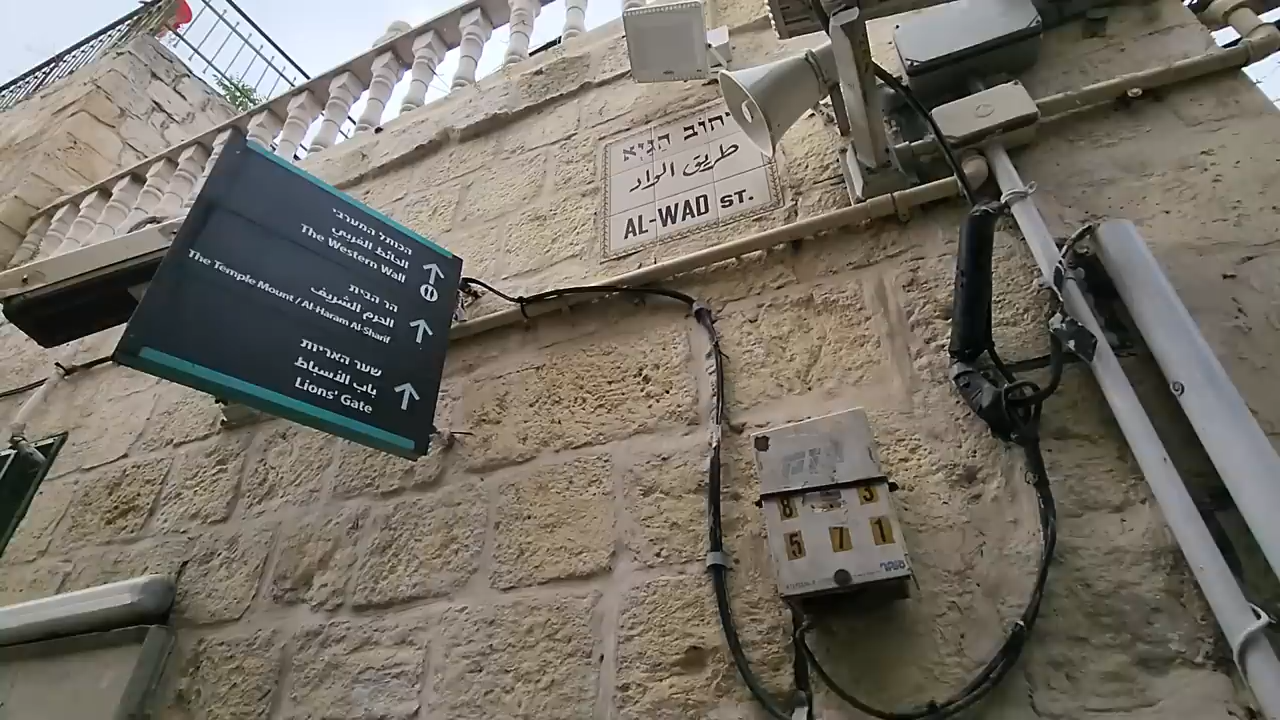 הכותל המערבי
الحائط الغربي
The Western Wall
הר הבית
الحرم الشريف
The Temple Mount / Al-Haram Al-Sharif
שער האריות
باب الأسباط
Lions' Gate
רחוב הגיא
طريق الواد
AL-WAD ST.
8 3
5 7 1